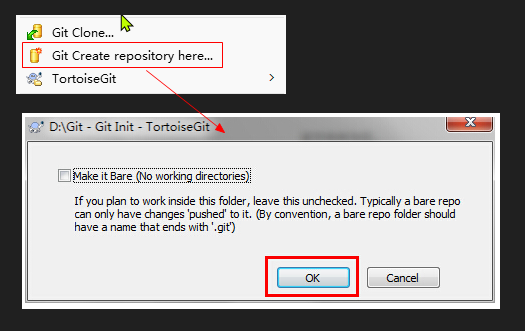 Git Clone...
Git Create repository here...
TortoiseGit
D:\Git - Git Init - TortoiseGit
Make it Bare (No working directories)
If you plan to work inside this folder, leave this unchecked. Typically a bare repo
can only have changes 'pushed' to it. (By convention, a bare repo folder should
have a name that ends with '.git')
OK
Cancel